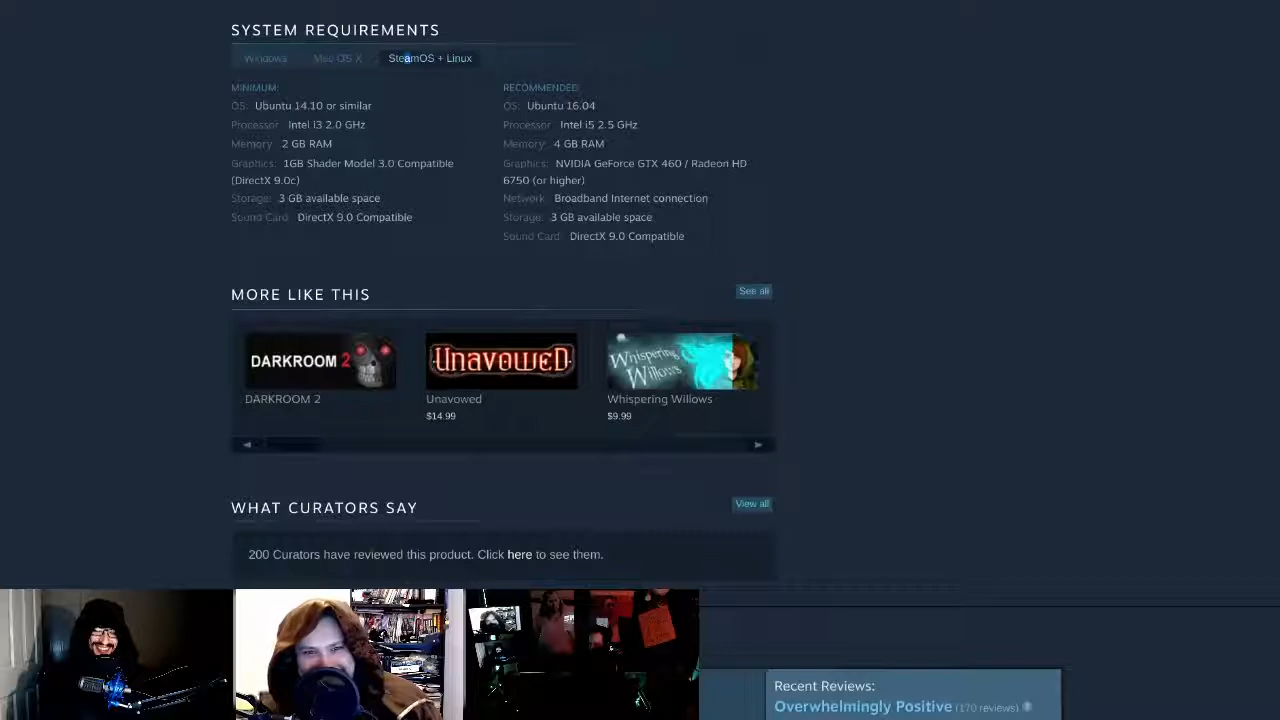 SYSTEM REQUIREMENTS
Windows Mac OS X SteamOS + Linux
MINIMUM:
OS: Ubuntu 14.10 or similar
Processor Intel i3 2.0 GHz
Memory 2 GB RAM
Graphics: 1GB Shader Model 3.0 Compatible
(DirectX 9.0c)
Storage: 3 GB available space
Sound Card: DirectX 9.0 Compatible
RECOMMENDED:
OS: Ubuntu 16.04
Processor Intel i5 2.5 GHz
Memory: 4 GB RAM
Graphics: NVIDIA GeForce GTX 460 / Radeon HD
6750 (or higher)
Network: Broadband Internet connection
Storage: 3 GB available space
Sound Card: DirectX 9.0 Compatible
MORE LIKE THIS
See all
DARKROOM 2
UNAVOWED
Whispering
Willows
DARKROOM 2
Unavowed
Whispering Willows
$14.99
$9.99
WHAT CURATORS SAY
View all
200 Curators have reviewed this product. Click here to see them.
Recent Reviews:
Overwhelmingly Positive (170 reviews)